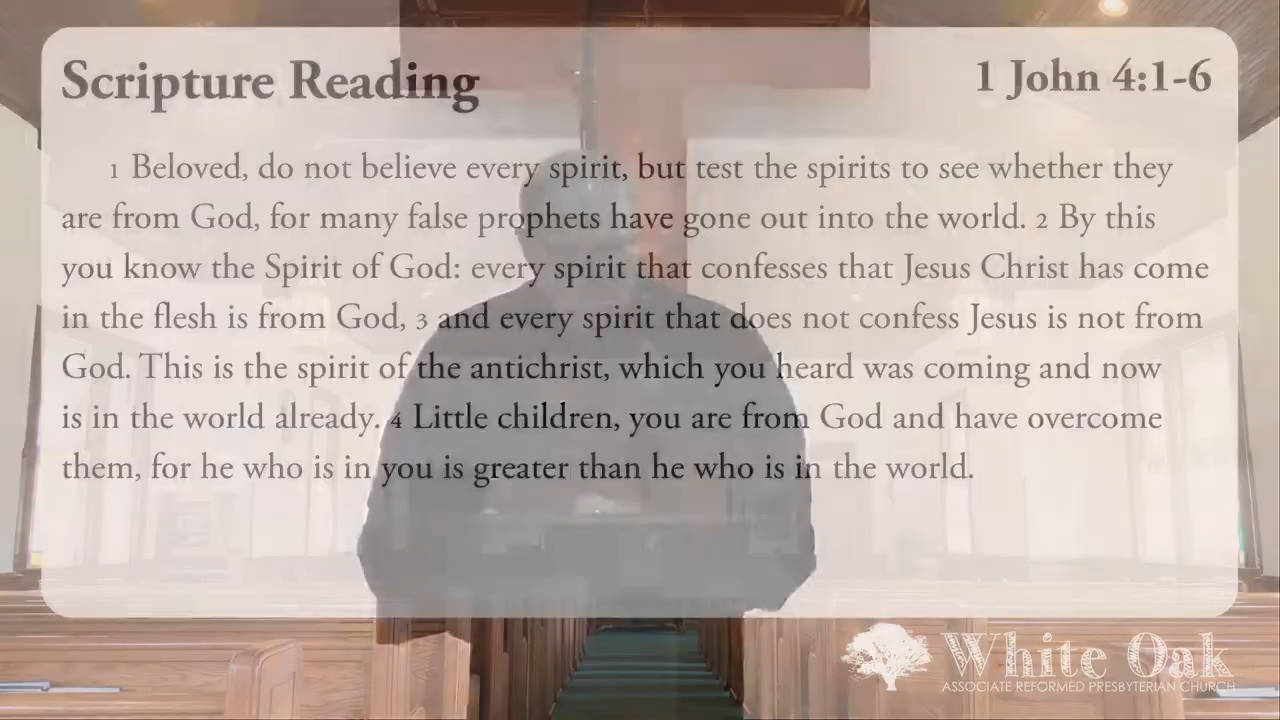 Scripture Reading
1 John 4:1-6
1 Beloved, do not believe every spirit, but test the spirits to see whether they
are from God, for many false prophets have gone out into the world. 2 By this
you know the Spirit of God: every spirit that confesses that Jesus Christ has come
in the flesh is from God, 3 and every spirit that does not confess Jesus is not from
God. This is the spirit of the antichrist, which you heard was coming and now
is in the world already. 4 Little children, you are from God and have overcome
them, for he who is in you is greater than he who is in the world.
White Oak
ASSOCIATE REFORMED PRESBYTERIAN CHURCH